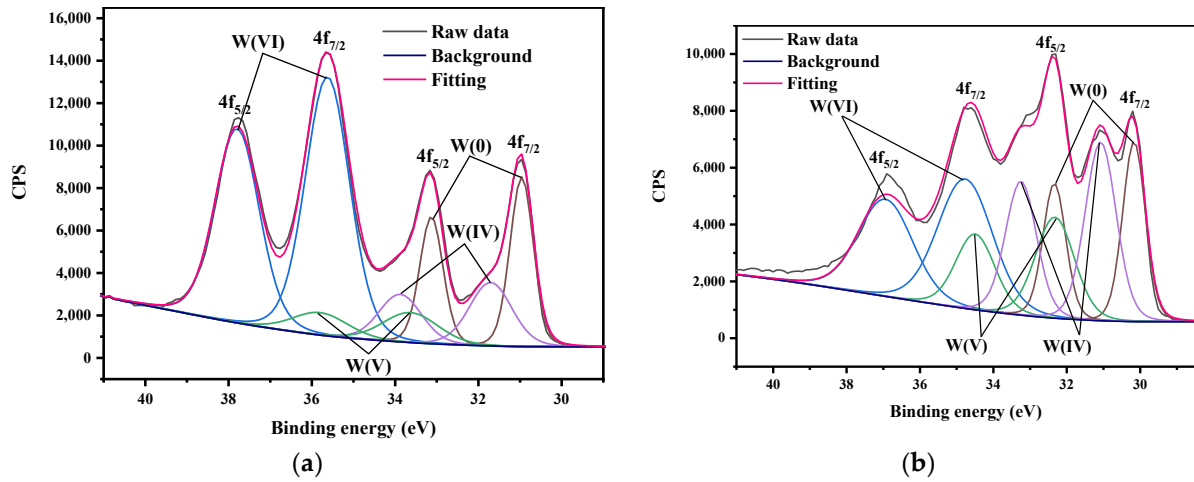 16,000
14,000
12,000
10,000
8,000
6,000
4,000
2,000
0
CPS
40
38
36
34
32
30
Binding energy (eV)
W(VI)
4f7/2
4f5/2
Raw data
Background
Fitting
W(0)
4f5/2
4f7/2
W(IV)
W(V)
(a)
10,000
8,000
6,000
4,000
2,000
0
CPS
40
38
36
34
32
30
Binding energy (eV)
Raw data
Background
Fitting
W(VI)
4f5/2
4f7/2
4f5/2
W(0)
4f7/2
W(V)
W(IV)
(b)